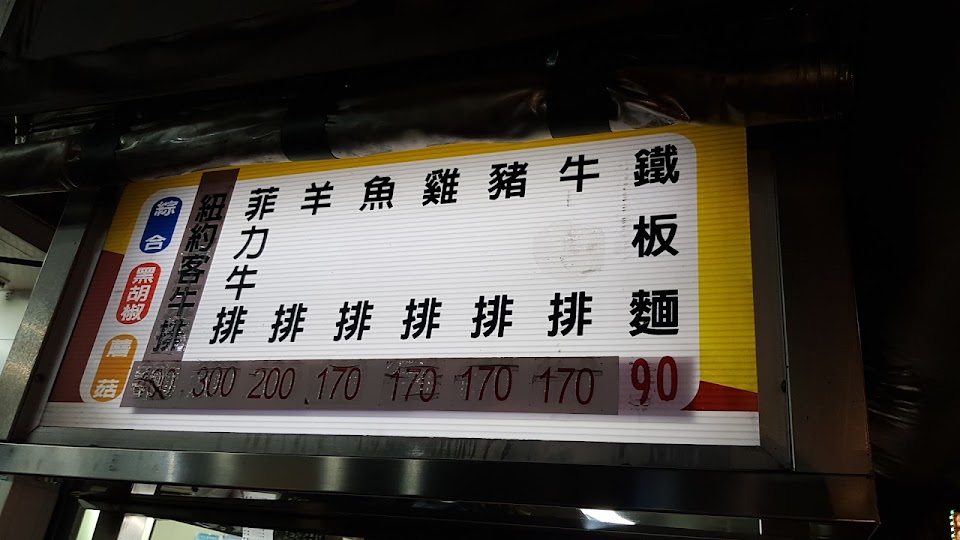 鐵板麵 90
牛排 170
豬排 170
雞排 170
魚排 170
羊排 200
菲力牛排 300
紐約客牛排
綜合
黑胡椒
蘑菇